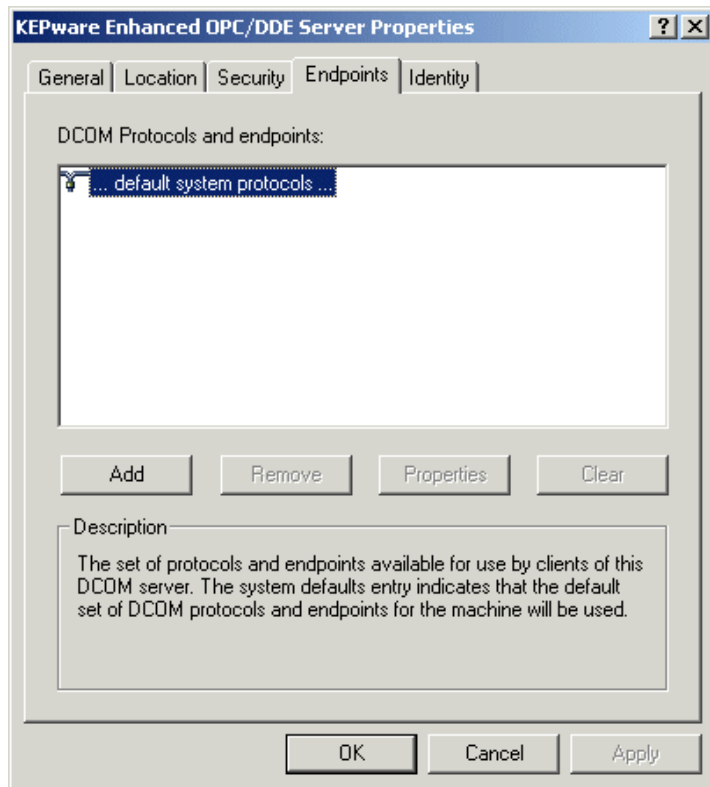 KEPware Enhanced OPC/DDE Server Properties
General Location Security Endpoints Identity
DCOM Protocols and endpoints:
... default system protocols ...
Add Remove Properties Clear
Description
The set of protocols and endpoints available for use by clients of this
DCOM server. The system defaults entry indicates that the default
set of DCOM protocols and endpoints for the machine will be used.
OK Cancel Apply